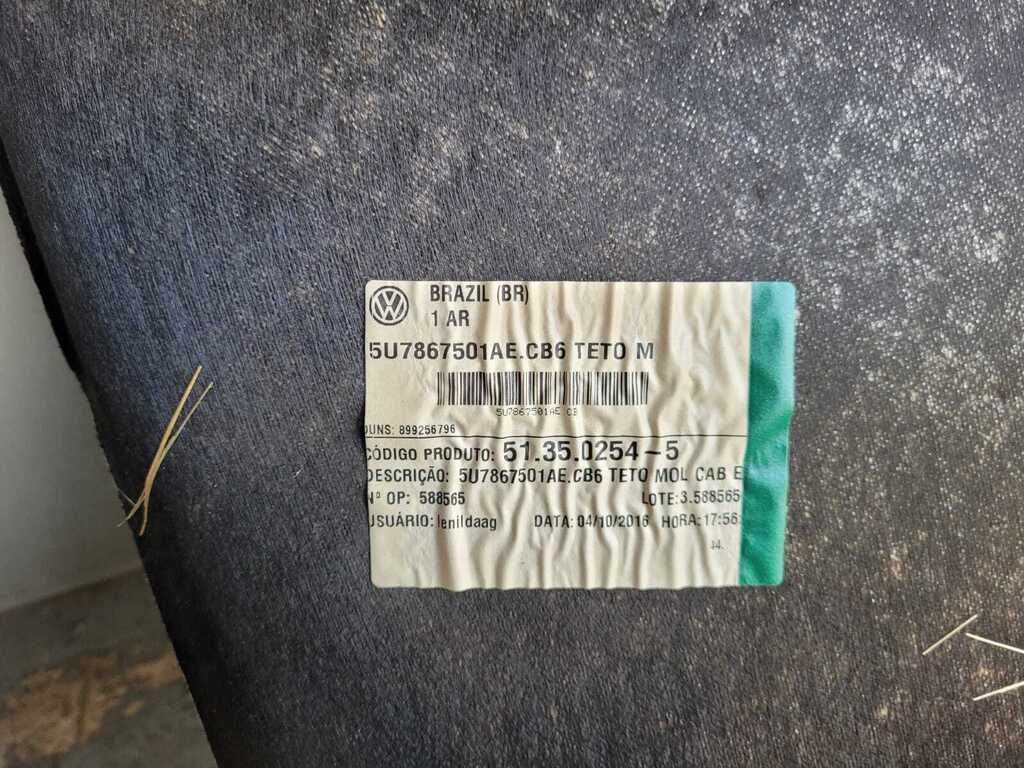 BRAZIL (BR)
1 AR
5U7867501AE.CB6 TETO M
5U7867501AE CB
DUNS: 899256796
CÓDIGO PRODUTO: 51.35.0254-5
DESCRIÇÃO: 5U7867501AE.CB6 TETO MOL CAB E
Nº OP: 588565 LOTE:3.588565
USUÁRIO: lenildaag DATA: 04/10/2016 HORA: 17:56: